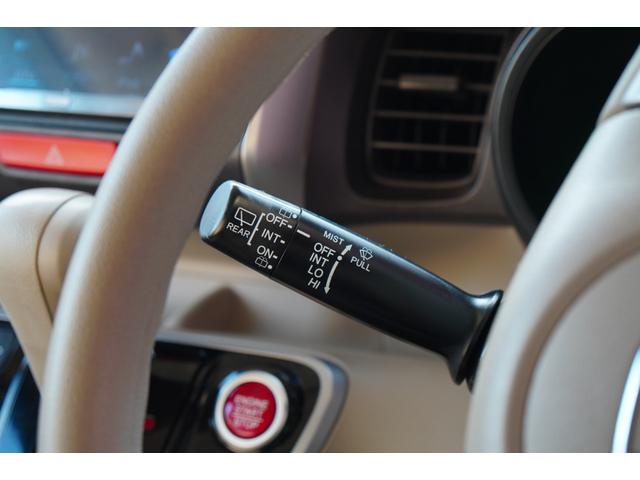 OFF
REAR
INT
ON
MIST
OFF
INT
LO
HI
PULL
ENGINE
START
STOP